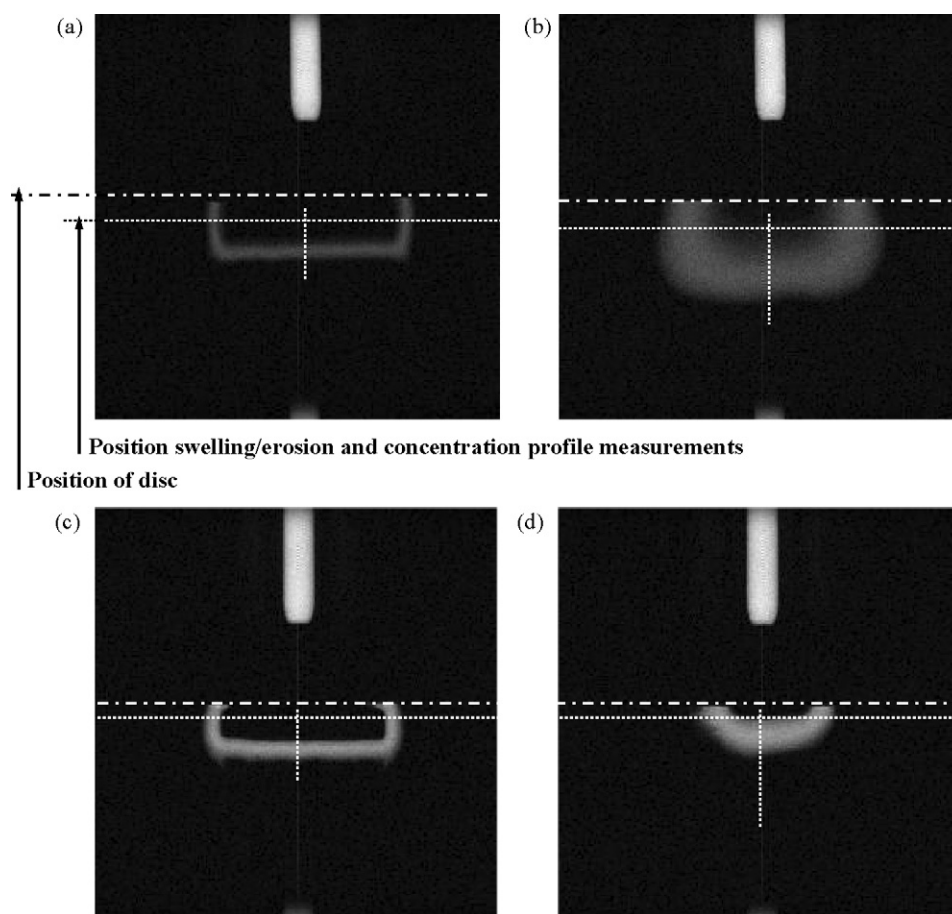 (a)
(b)
Position swelling/erosion and concentration profile measurements
Position of disc
(c)
(d)